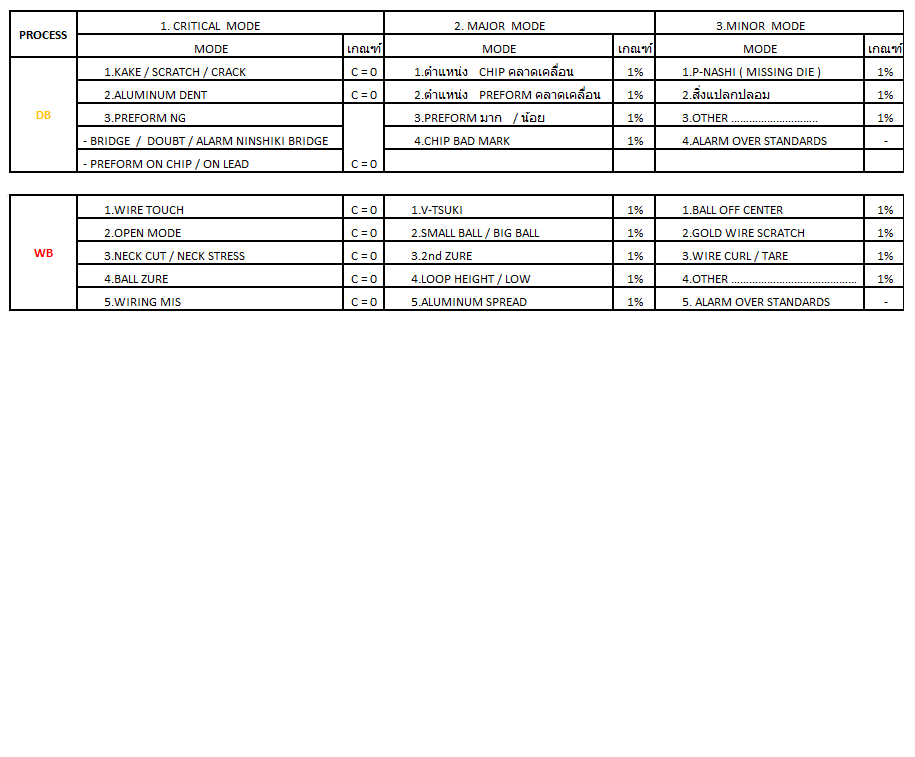 PROCESS 1. CRITICAL MODE 2. MAJOR MODE 3.MINOR MODE
MODE เกณฑ์ MODE เกณฑ์ MODE เกณฑ์
DB
1.KAKE / SCRATCH / CRACK C = 0 1.ตำแหน่ง CHIP คลาดเคลื่อน 1% 1.P-NASHI ( MISSING DIE ) 1%
2.ALUMINUM DENT C = 0 2.ตำแหน่ง PREFORM คลาดเคลื่อน 1% 2.สิ่งแปลกปลอม 1%
3.PREFORM NG 3.PREFORM มาก / น้อย 1% 3.OTHER ............................. 1%
- BRIDGE / DOUBT / ALARM NINSHIKI BRIDGE 4.CHIP BAD MARK 1% 4.ALARM OVER STANDARDS -
- PREFORM ON CHIP / ON LEAD C = 0
WB
1.WIRE TOUCH C = 0 1.V-TSUKI 1% 1.BALL OFF CENTER 1%
2.OPEN MODE C = 0 2.SMALL BALL / BIG BALL 1% 2.GOLD WIRE SCRATCH 1%
3.NECK CUT / NECK STRESS C = 0 3.2nd ZURE 1% 3.WIRE CURL / TARE 1%
4.BALL ZURE C = 0 4.LOOP HEIGHT / LOW 1% 4.OTHER .......................................... 1%
5.WIRING MIS C = 0 5.ALUMINUM SPREAD 1% 5. ALARM OVER STANDARDS -